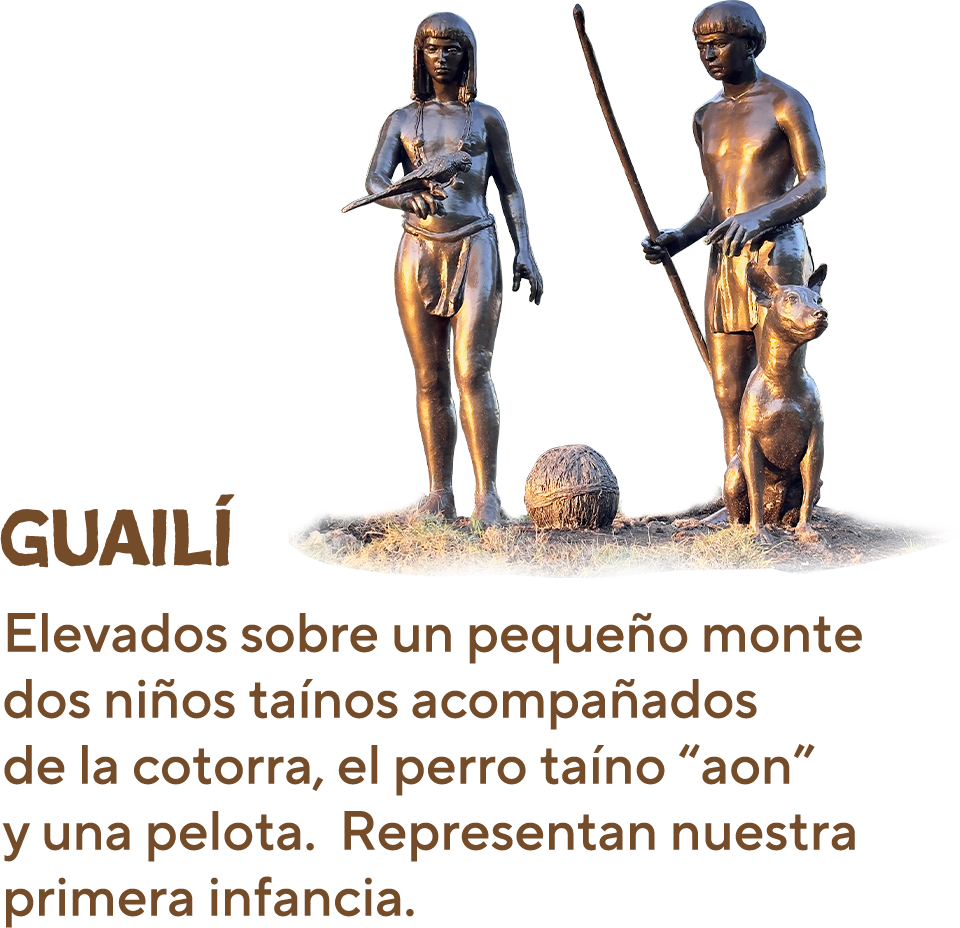 GUAILÍ
Elevados sobre un pequeño monte
dos niños taínos acompañados
de la cotorra, el perro taíno “aon”
y una pelota.  Representan nuestra
primera infancia.